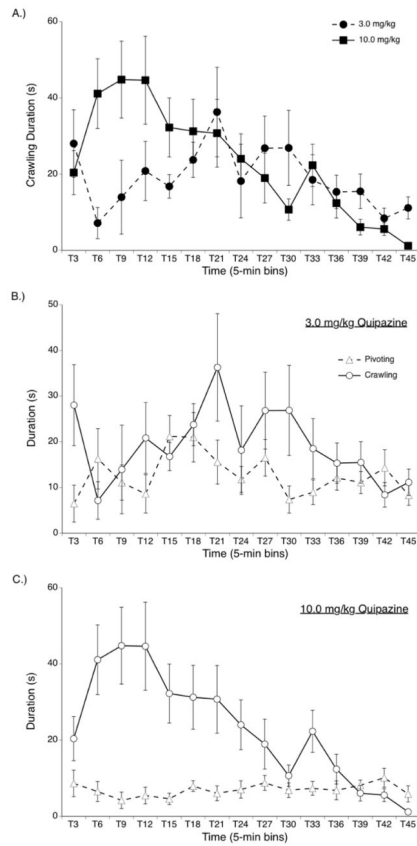 A.)
3.0 mg/kg
10.0 mg/kg
60
40
20
0
Crawling Duration (s)
T3 T6 T9 T12 T15 T18 T21 T24 T27 T30 T33 T36 T39 T42 T45
Time (5-min bins)
B.)
3.0 mg/kg Quipazine
Pivoting
Crawling
50
40
30
20
10
0
Duration (s)
T3 T6 T9 T12 T15 T18 T21 T24 T27 T30 T33 T36 T39 T42 T45
Time (5-min bins)
C.)
10.0 mg/kg Quipazine
60
40
20
0
Duration (s)
T3 T6 T9 T12 T15 T18 T21 T24 T27 T30 T33 T36 T39 T42 T45
Time (5-min bins)